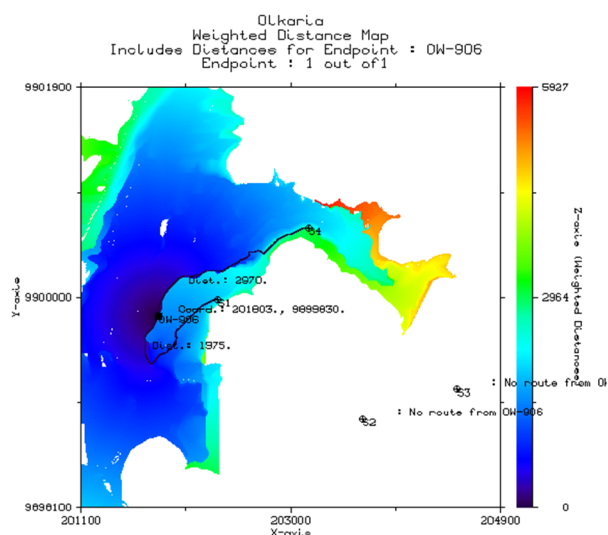 Olkaria
Weighted Distance Map
Includes Distances for Endpoint : OW-906
Endpoint : 1 out of1
9901900
5927
S4
Dist.: 2970.
Y-axis
9900000
S1
2964
Z-axis (Weighted Distances)
Coord.: 201803., 9899830.
OW-906
Dist.: 1975.
: No route from OW
S3
: No route from OW-906
S2
9898100
0
201100
203000
204900
X-axis